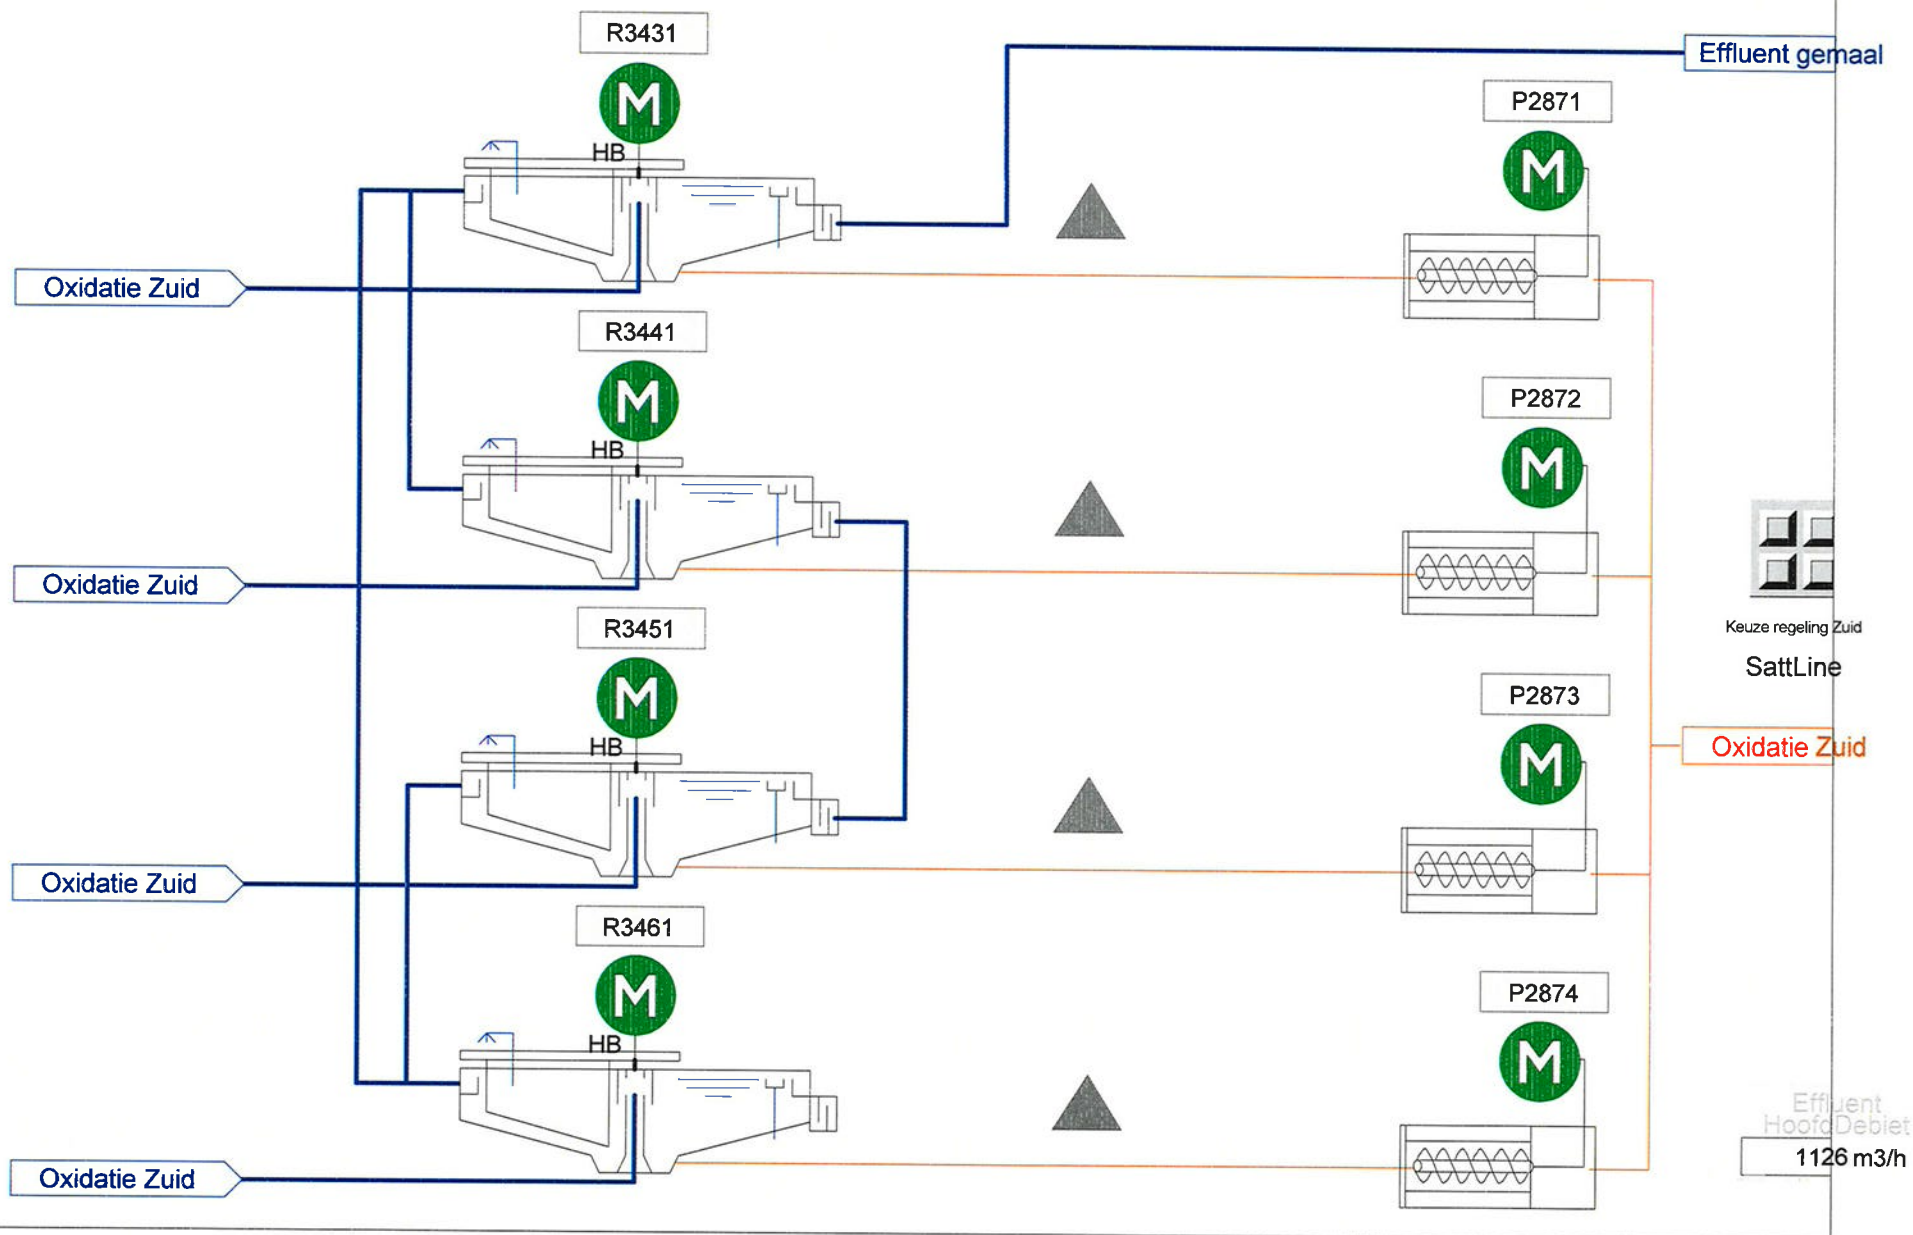 R3431
M
HB
Effluent gemaal
P2871
M
Oxidatie Zuid
R3441
M
HB
P2872
M
Oxidatie Zuid
R3451
M
HB
Keuze regeling Zuid
SattLine
P2873
M
Oxidatie Zuid
Oxidatie Zuid
R3461
M
HB
P2874
M
Effluent
HoofdDebiet
1126 m3/h
Oxidatie Zuid